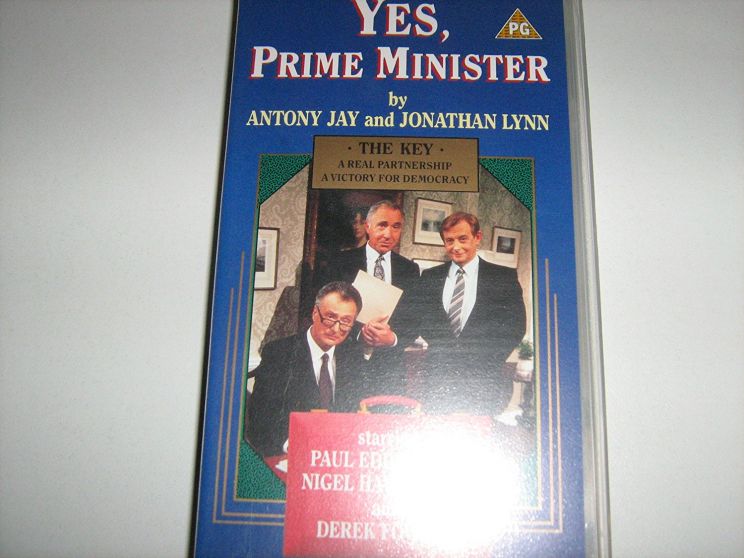 YES,
PG
PRIME MINISTER
by
ANTONY JAY and JONATHAN LYNN
· THE KEY ·
A REAL PARTNERSHIP
A VICTORY FOR DEMOCRACY
PAUL
NIGEL
DEREK